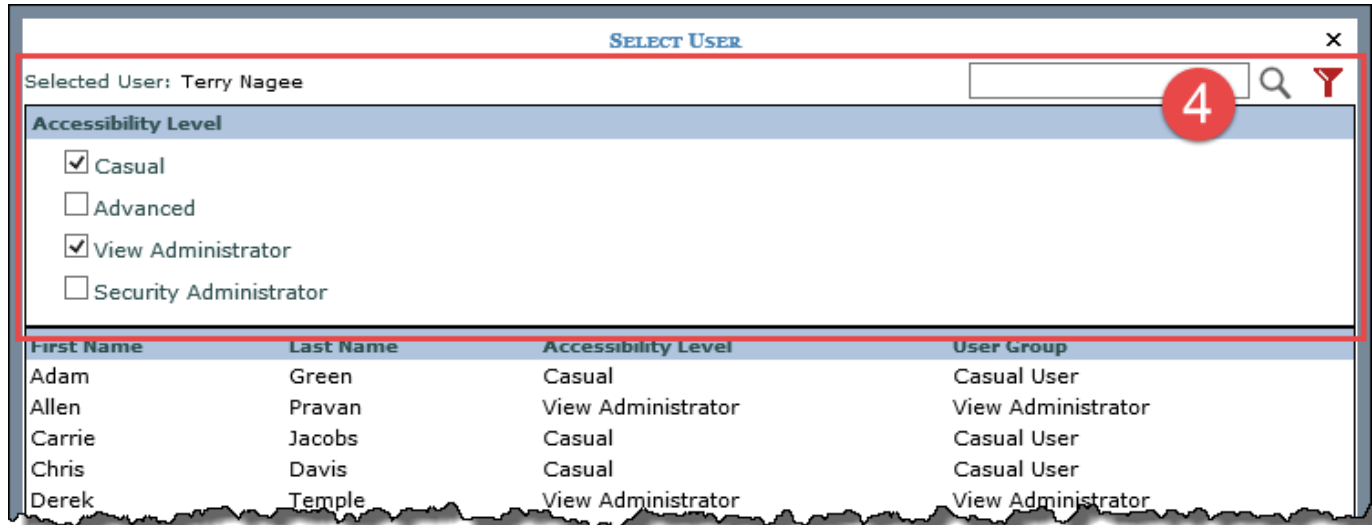 SELECT USER ×
Selected User: Terry Nagee
4
Accessibility Level
Casual
Advanced
View Administrator
Security Administrator
First Name Last Name Accessibility Level User Group
Adam Green Casual Casual User
Allen Pravan View Administrator View Administrator
Carrie Jacobs Casual Casual User
Chris Davis Casual Casual User
Derek Temple View Administrator View Administrator